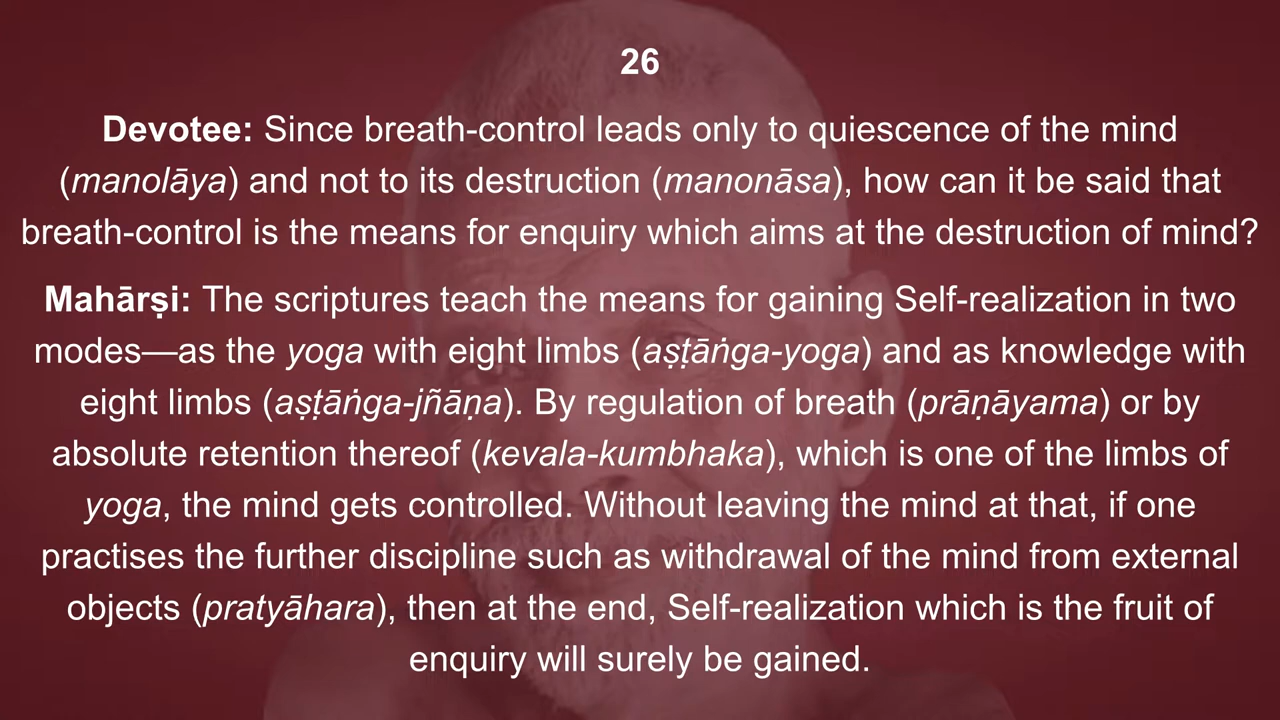 26
Devotee: Since breath-control leads only to quiescence of the mind
(manolāya) and not to its destruction (manonāsa), how can it be said that
breath-control is the means for enquiry which aims at the destruction of mind?
Mahārṣi: The scriptures teach the means for gaining Self-realization in two
modes—as the yoga with eight limbs (aṣṭāṅga-yoga) and as knowledge with
eight limbs (aṣṭāṅga-jñāṇa). By regulation of breath (prāṇāyama) or by
absolute retention thereof (kevala-kumbhaka), which is one of the limbs of
yoga, the mind gets controlled. Without leaving the mind at that, if one
practises the further discipline such as withdrawal of the mind from external
objects (pratyāhara), then at the end, Self-realization which is the fruit of
enquiry will surely be gained.